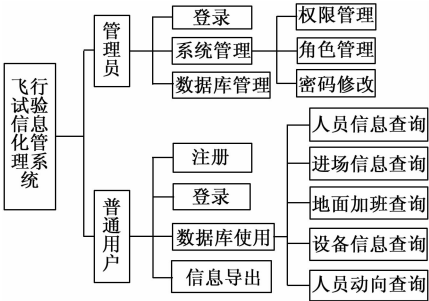 飞行试验信息化管理系统
管理员
登录
系统管理
数据库管理
权限管理
角色管理
密码修改
普通用户
注册
登录
数据库使用
信息导出
人员信息查询
进场信息查询
地面加班查询
设备信息查询
人员动向查询